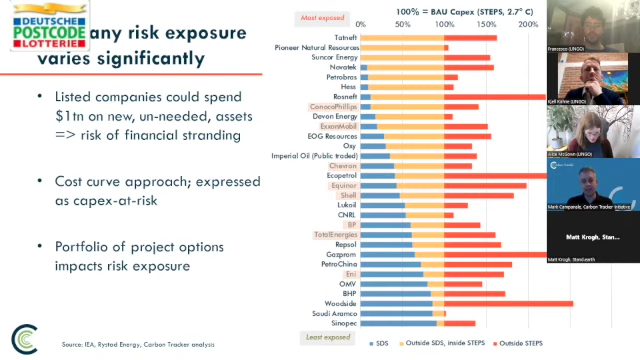 DEUTSCHE
POSTCODE
LOTTERIE
any risk exposure
varies significantly
• Listed companies could spend
$1tn on new, un-needed, assets
=> risk of financial stranding
• Cost curve approach; expressed
as capex-at-risk
• Portfolio of project options
impacts risk exposure
Source: IEA, Rystad Energy, Carbon Tracker analysis
100% = BAU Capex (STEPS, 2.7° C)
Most exposed
0% 50% 100% 150% 200%
Tatneft
Pioneer Natural Resources
Suncor Energy
Novatek
Petrobras
Hess
Rosneft
ConocoPhillips
Devon Energy
ExxonMobil
EOG Resources
Oxy
Imperial Oil (Public traded)
Chevron
Ecopetrol
Equinor
Shell
Lukoil
CNRL
BP
TotalEnergies
Repsol
Gazprom
PetroChina
Eni
OMV
BHP
Woodside
Saudi Aramco
Sinopec
Least exposed
SDS
Outside SDS, inside STEPS
Outside STEPS
Francesco (UNGO)
Kjell Kühne (UNGO)
(UNGO)
Mark Campanale, Carbon Tracker Initiative
Matt Krogh, Stan...
Matt Krogh, Stand.earth